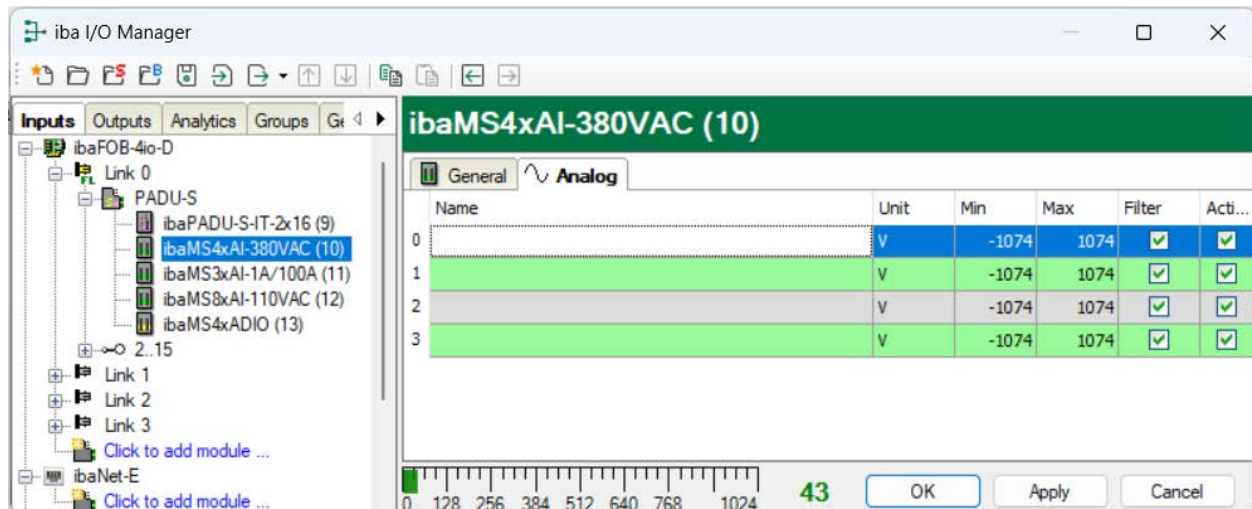 iba I/O Manager
Inputs Outputs Analytics Groups Ge
ibaFOB-4io-D
Link 0
FL
PADU-S
ibaPADU-S-IT-2x16 (9)
ibaMS4xAI-380VAC (10)
ibaMS3xAI-1A/100A (11)
ibaMS8xAI-110VAC (12)
ibaMS4xADIO (13)
2..15
Link 1
Link 2
Link 3
Click to add module ...
ibaNet-E
Click to add module ...
ibaMS4xAI-380VAC (10)
General Analog
Name Unit Min Max Filter Acti...
0 V -1074 1074
1 V -1074 1074
2 V -1074 1074
3 V -1074 1074
0 128 256 384 512 640 768 1024
43
OK Apply Cancel